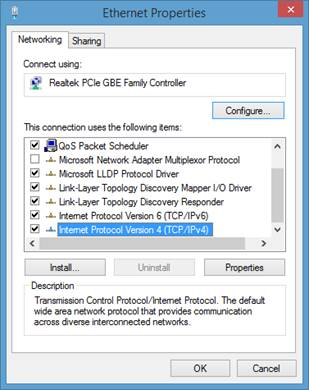 Ethernet Properties
Networking
Sharing
Connect using:
Realtek PCIe GBE Family Controller
Configure...
This connection uses the following items:
QoS Packet Scheduler
Microsoft Network Adapter Multiplexor Protocol
Microsoft LLDP Protocol Driver
Link-Layer Topology Discovery Mapper I/O Driver
Link-Layer Topology Discovery Responder
Internet Protocol Version 6 (TCP/IPv6)
Internet Protocol Version 4 (TCP/IPv4)
Install...
Uninstall
Properties
Description
Transmission Control Protocol/Internet Protocol. The default
wide area network protocol that provides communication
across diverse interconnected networks.
OK
Cancel